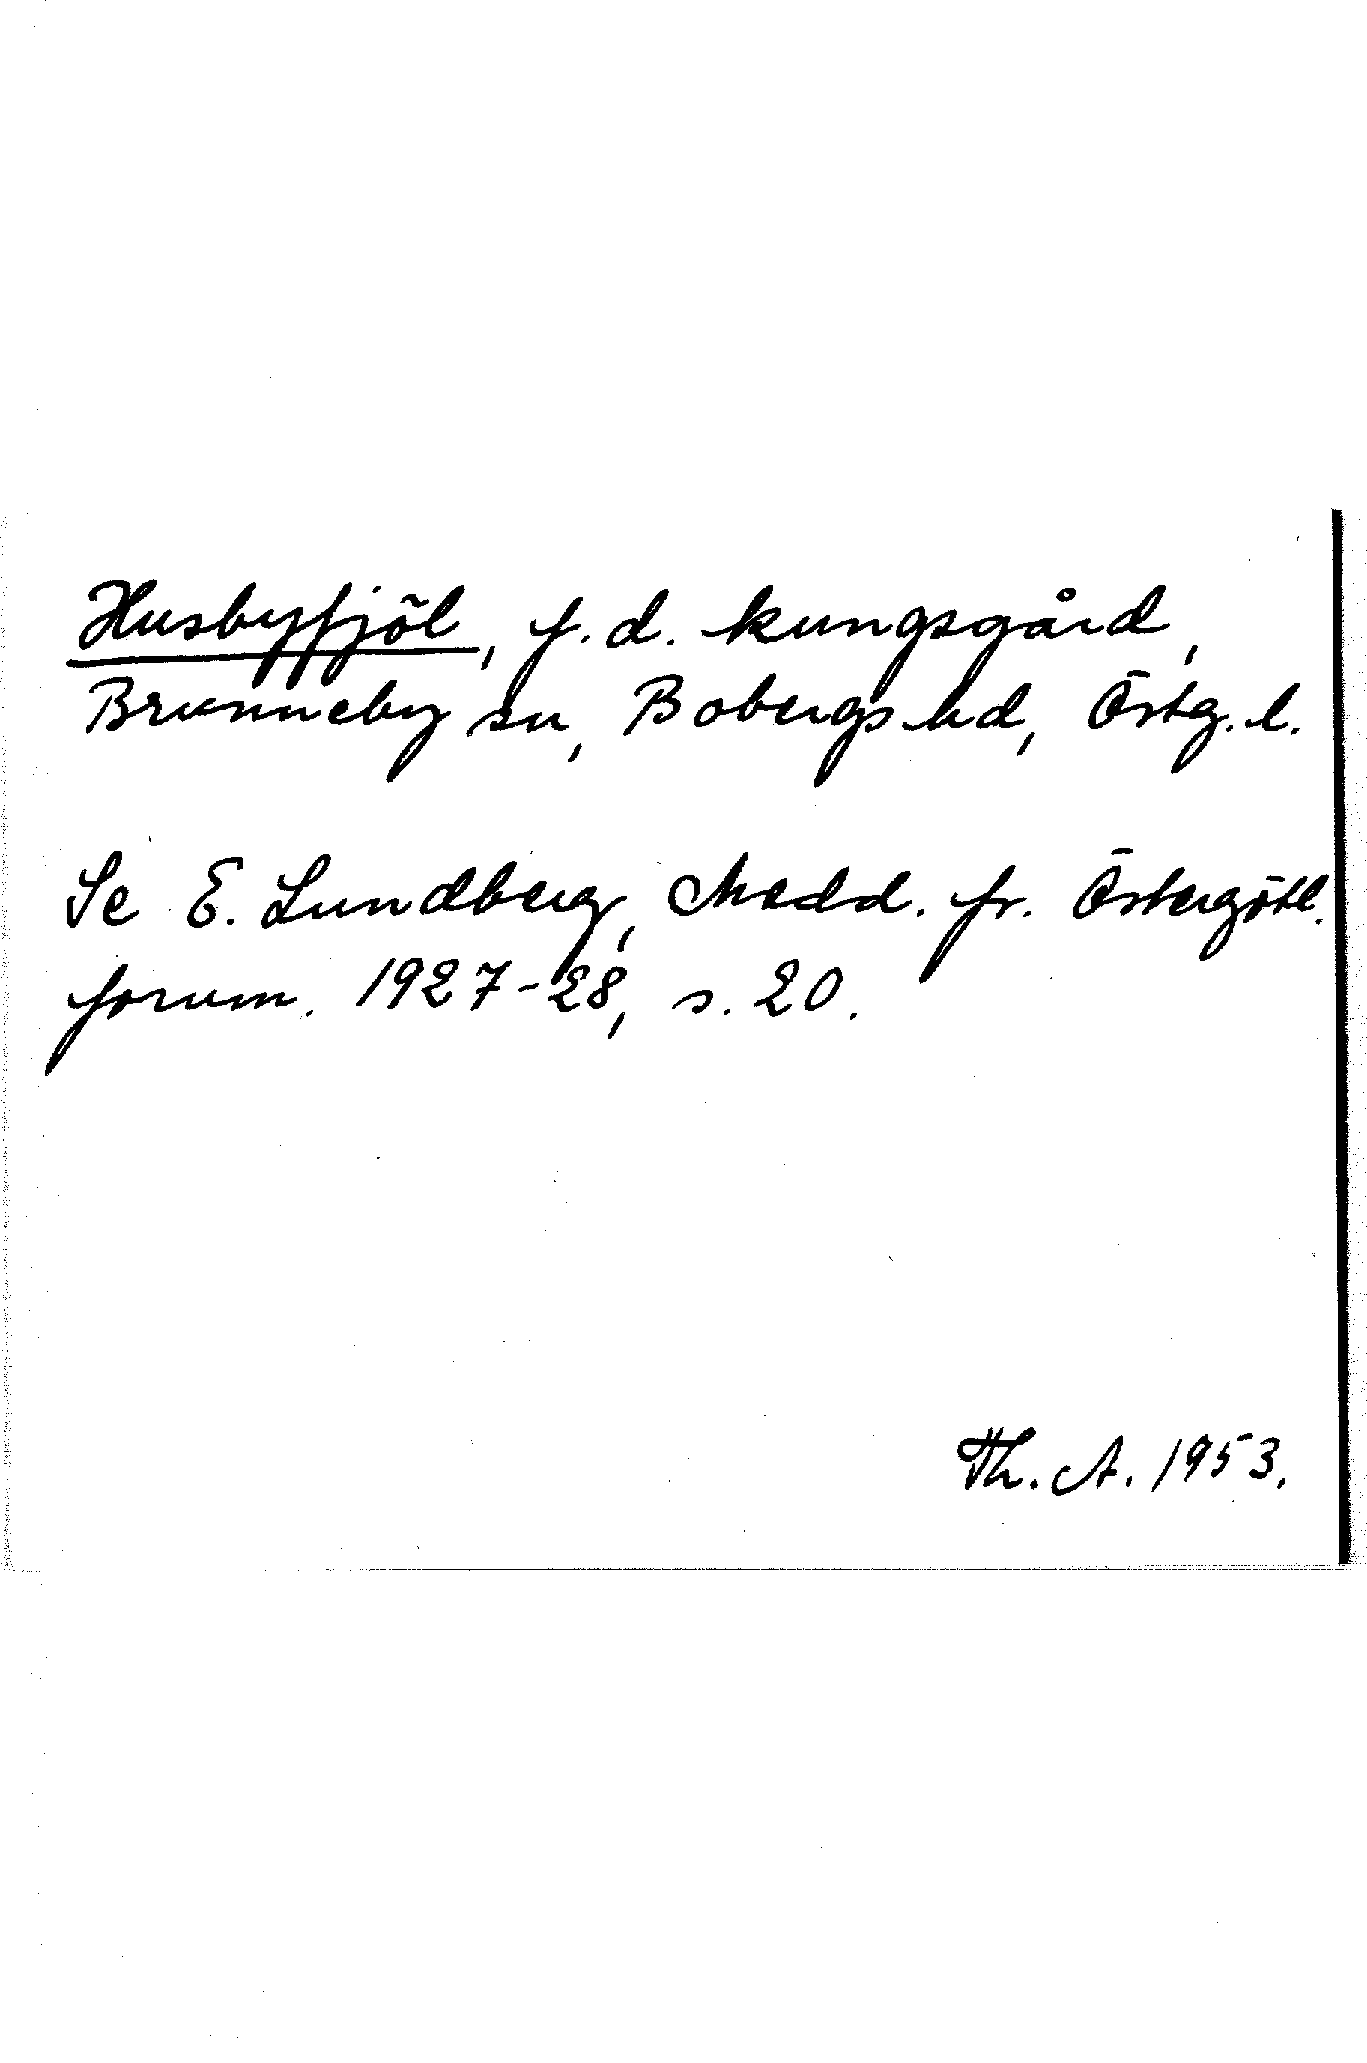 Husbyfjöl, f.d. kungsgård,
Brunneby sn, Bobergs hd, Östg. l.
Se E. Lundberg, Medd. fr. Östergötl.
fornm. 1927-28, s. 20.
Th. A. 1953.